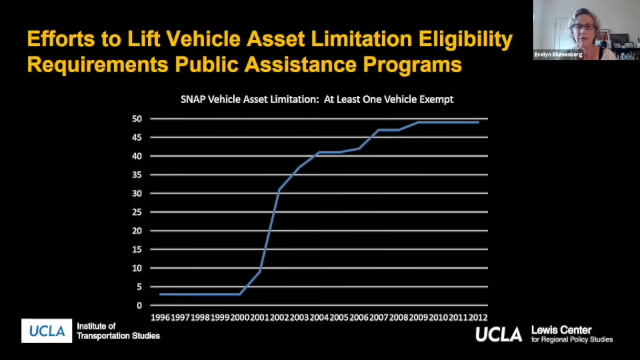 Efforts to Lift Vehicle Asset Limitation Eligibility
Requirements Public Assistance Programs
Evelyn Blumenberg
SNAP Vehicle Asset Limitation: At Least One Vehicle Exempt
50
45
40
35
30
25
20
15
10
5
0
1996 1997 1998 1999 2000 2001 2002 2003 2004 2005 2006 2007 2008 2009 2010 2011 2012
UCLA Institute of
Transportation Studies
UCLA Lewis Center
for Regional Policy Studies